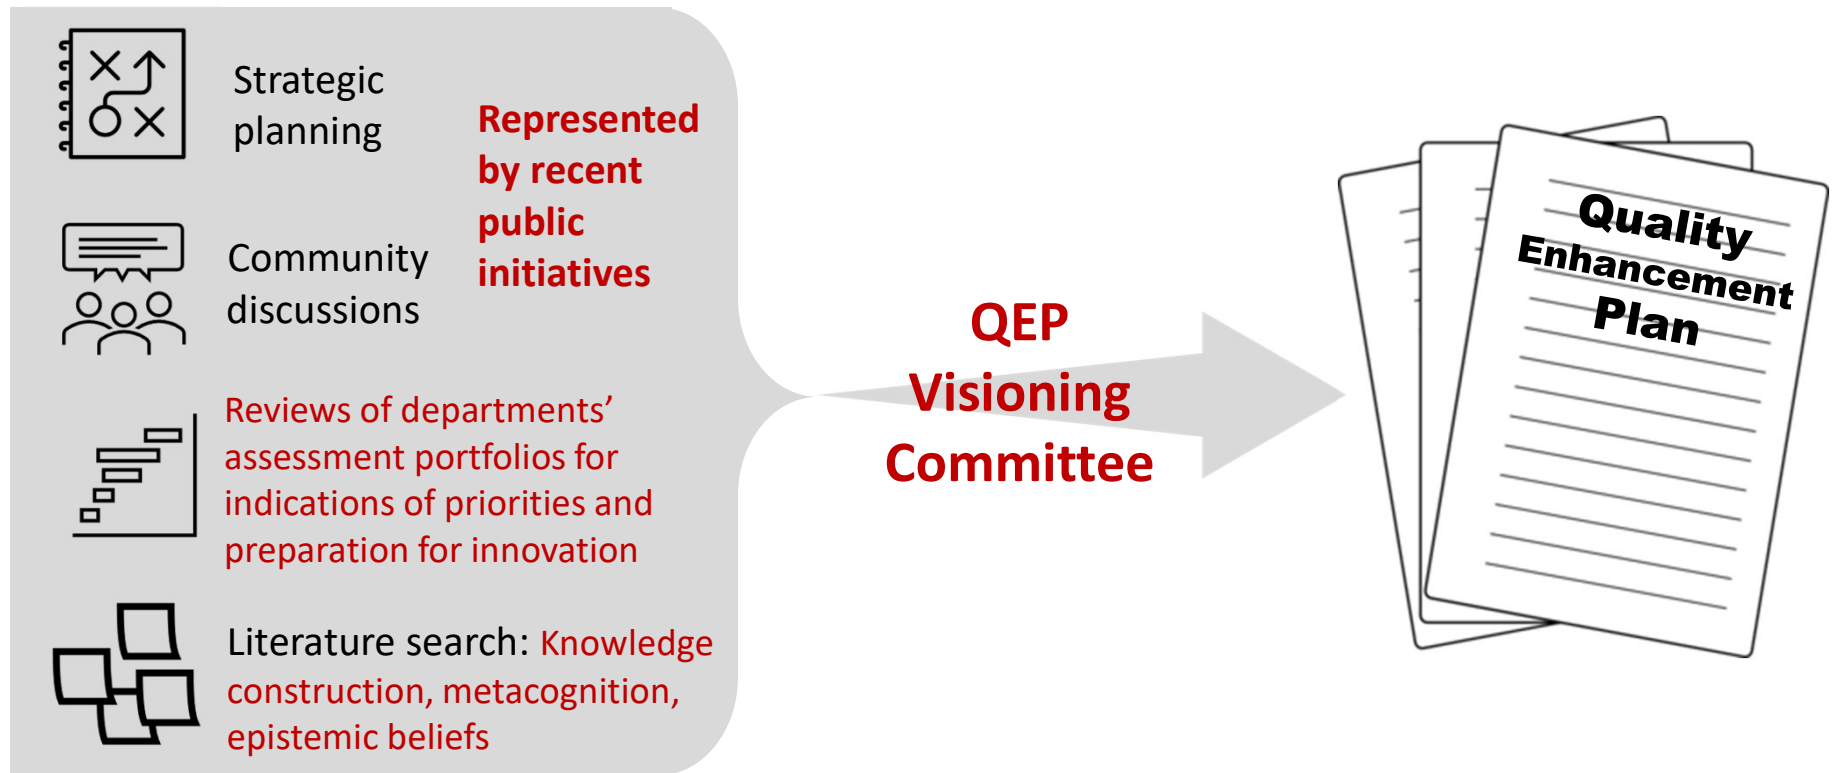 Strategic
planning
Represented
by recent
public
initiatives
Community
discussions
Reviews of departments’
assessment portfolios for
indications of priorities and
preparation for innovation
Literature search: Knowledge
construction, metacognition,
epistemic beliefs
QEP
Visioning
Committee
Quality
Enhancement
Plan